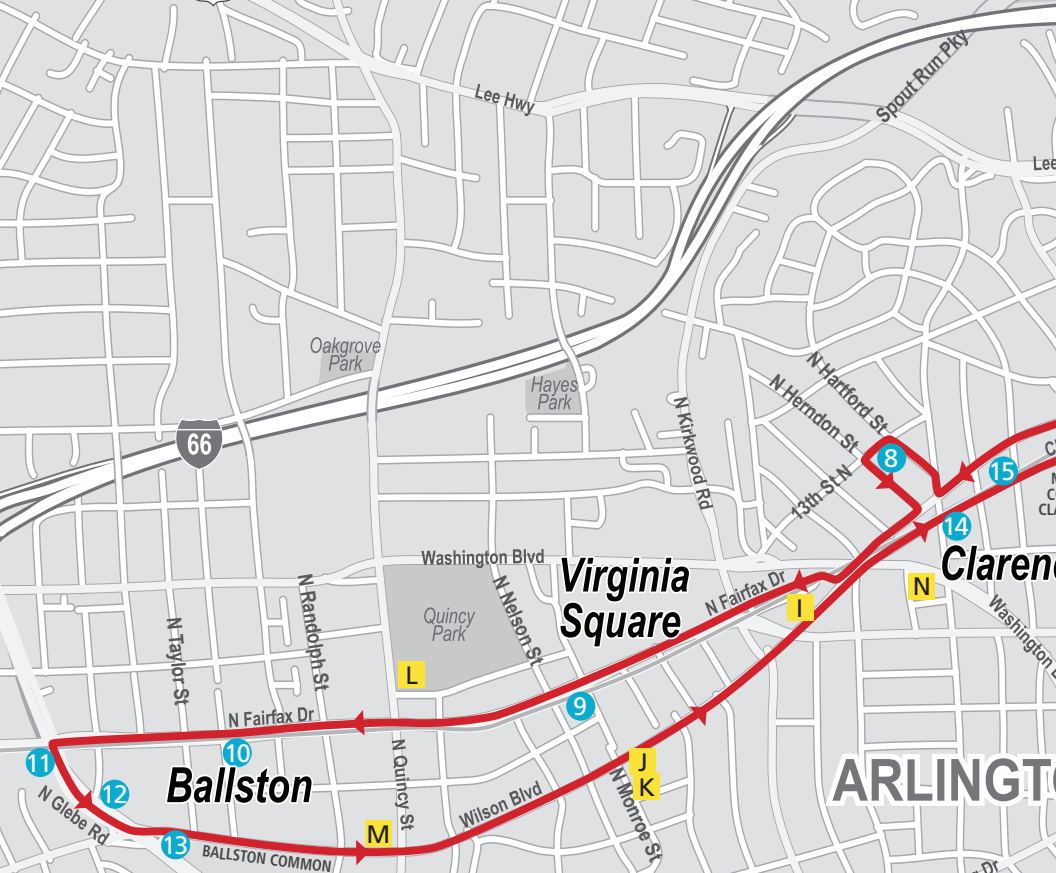 Lee Hwy
Spout Run Pky
Lee
Oakgrove
Park
Hayes
Park
N Hartford St
N Herndon St
N Kirkwood Rd
66
8
13th St N
15
14
Washington Blvd
Virginia
Square
N Fairfax Dr
Claren
N
I
Washington B
N Randolph St
N Nelson St
Quincy
Park
N Taylor St
L
9
N Fairfax Dr
10
11
Ballston
N Quincy St
J
K
ARLINGTO
12
N Glebe Rd
13
M
Wilson Blvd
N Monroe St
BALLSTON COMMON
Dr